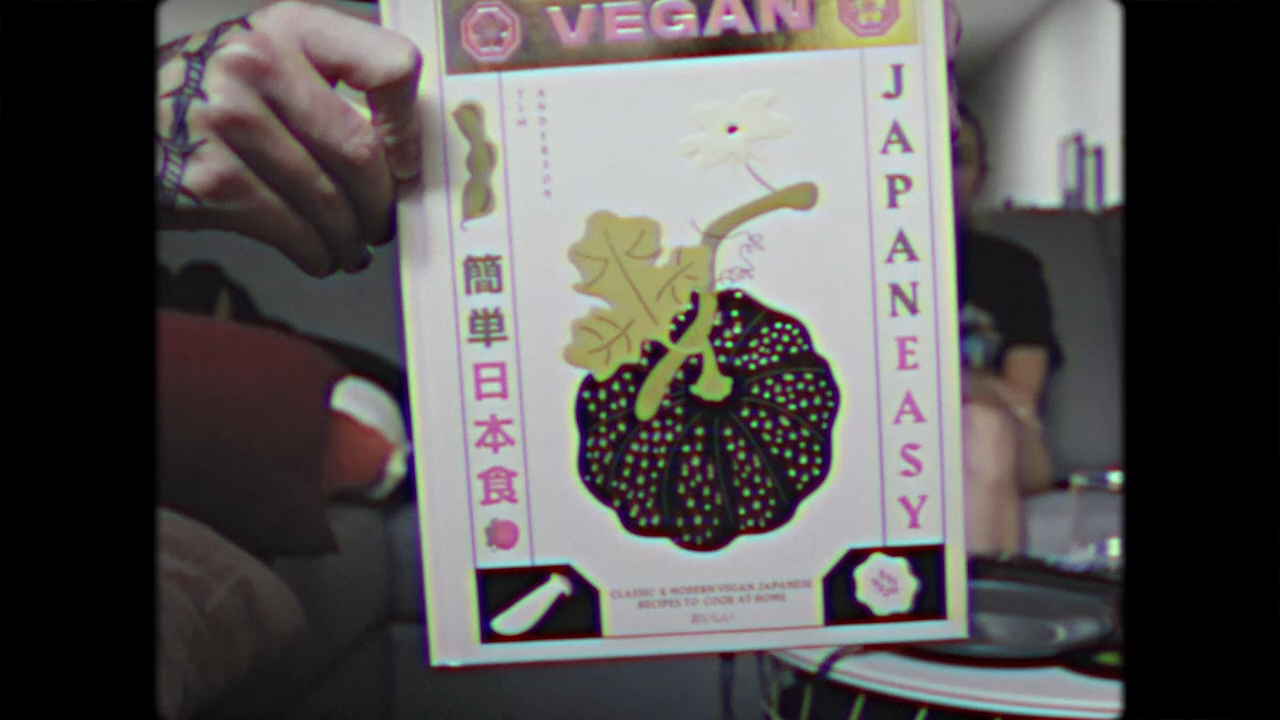 VEGAN
TIM
ANDERSON
JAPANEASY
簡単日本食
CLASSIC & MODERN VEGAN JAPANESE
RECIPES TO COOK AT HOME